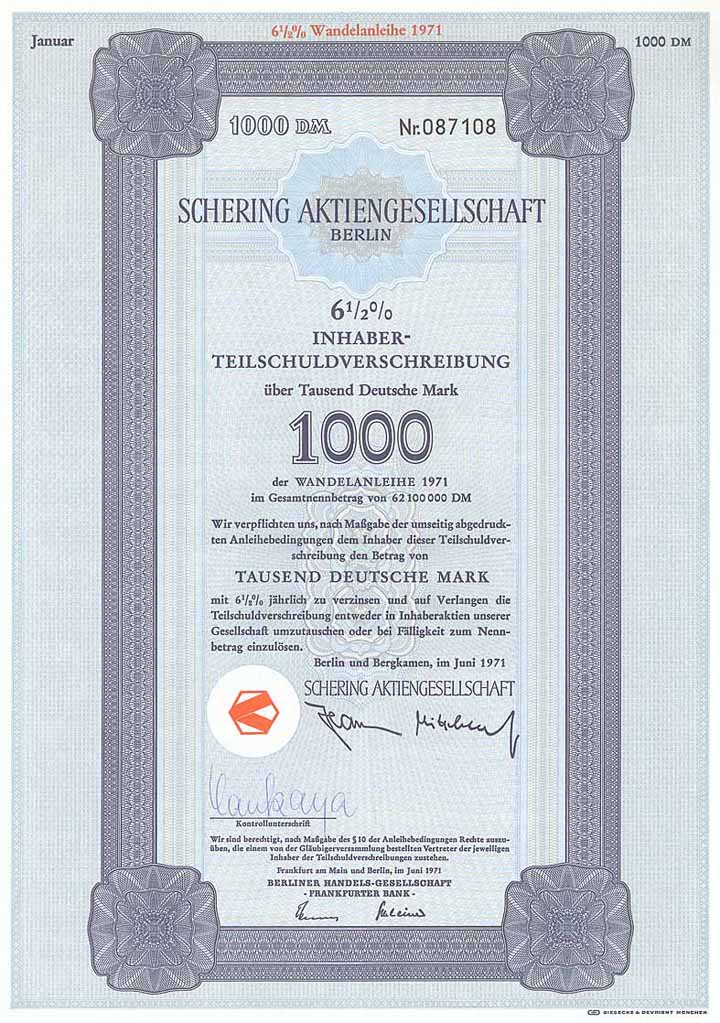 6½% Wandelanleihe 1971
Januar
1000 DM
1000 DM
Nr. 087108
SCHERING AKTIENGESELLSCHAFT
BERLIN
6½%
INHABER-
TEILSCHULDVERSCHREIBUNG
über Tausend Deutsche Mark
1000
der WANDELANLEIHE 1971
im Gesamtnennbetrag von 62 100 000 DM
Wir verpflichten uns, nach Maßgabe der umseitig abgedruck-
ten Anleihebedingungen dem Inhaber dieser Teilschuldver-
schreibung den Betrag von
TAUSEND DEUTSCHE MARK
mit 6½% jährlich zu verzinsen und auf Verlangen die
Teilschuldverschreibung entweder in Inhaberaktien unserer
Gesellschaft umzutauschen oder bei Fälligkeit zum Nenn-
betrag einzulösen.
Berlin und Bergkamen, im Juni 1971
SCHERING AKTIENGESELLSCHAFT
Kontrollunterschrift
Wir sind berechtigt, nach Maßgabe des § 10 der Anleihebedingungen Rechte auszu-
üben, die einem von der Gläubigerversammlung bestellten Vertreter der jeweiligen
Inhaber der Teilschuldverschreibungen zustehen.
Frankfurt am Main und Berlin, im Juni 1971
BERLINER HANDELS-GESELLSCHAFT
- FRANKFURTER BANK -
GIESECKE & DEVRIENT MÜNCHEN